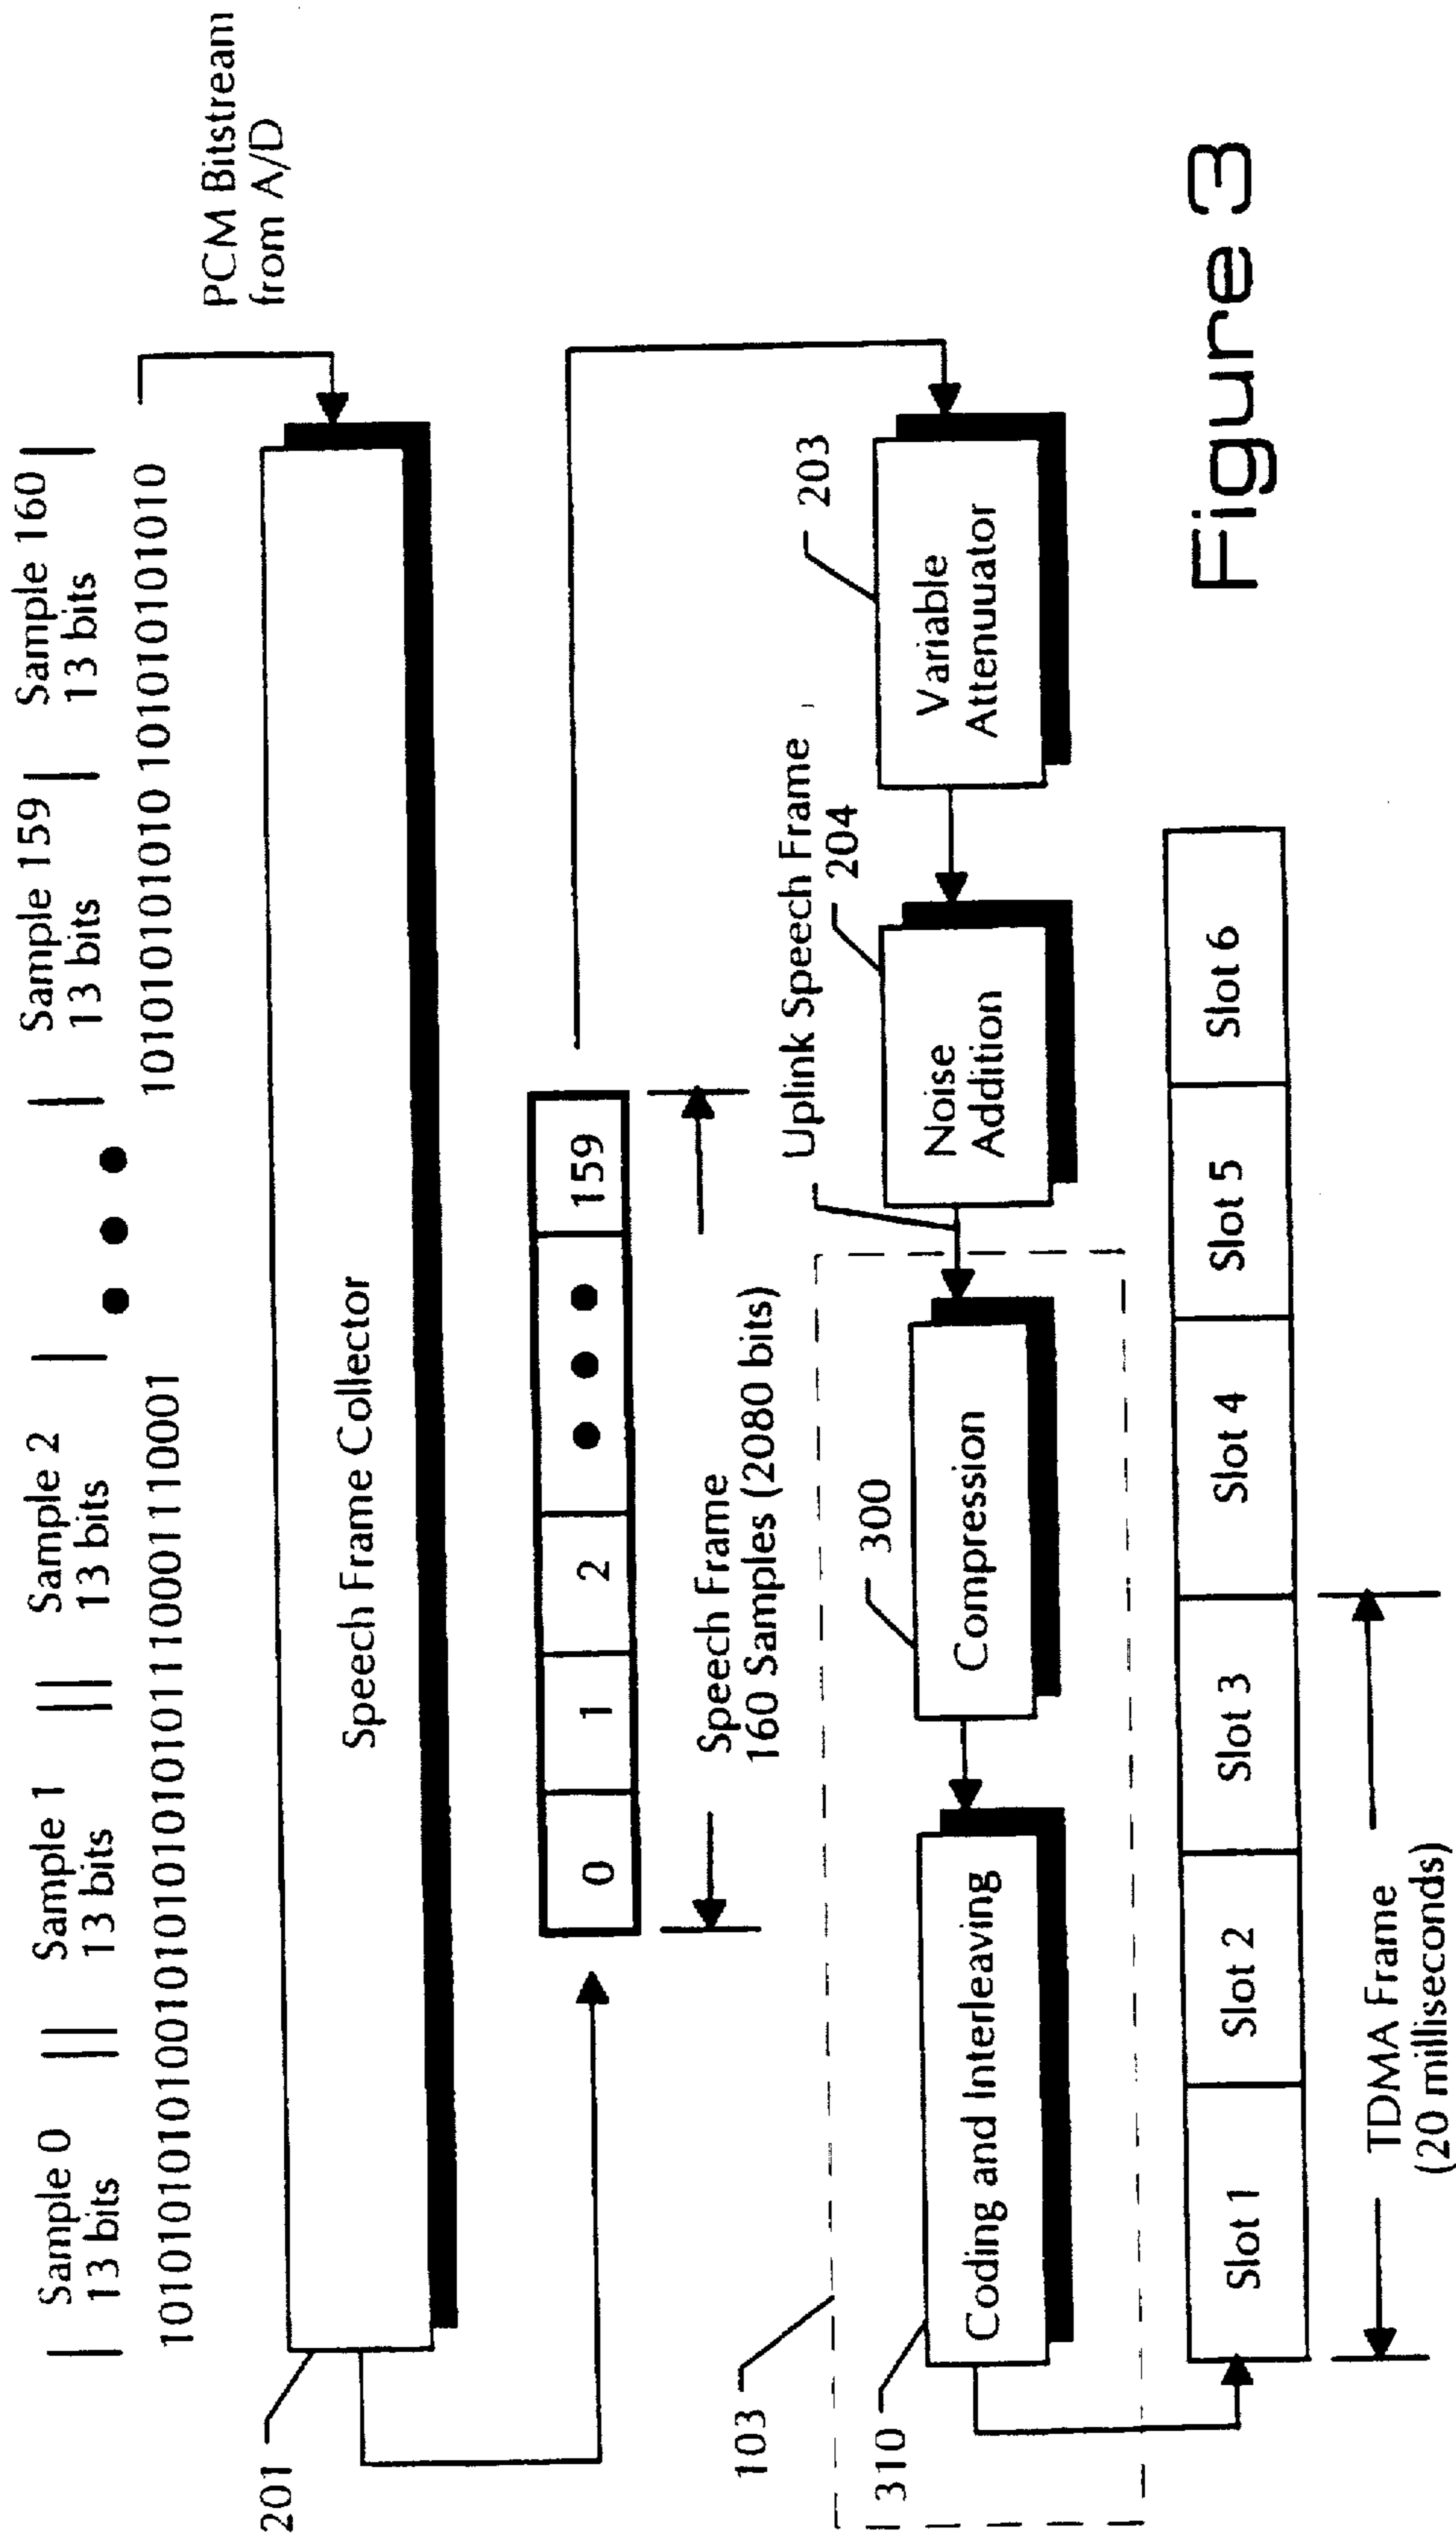 Sample 0
13 bits
Sample 1
13 bits
Sample 2
13 bits
Sample 159
13 bits
Sample 160
13 bits
PCM Bitstream
from A/D
201
Speech Frame Collector
0
1
2
159
Speech Frame
160 Samples (2080 bits)
Uplink Speech Frame
103
310
Coding and Interleaving
300
Compression
204
Noise
Addition
203
Variable
Attenuuator
Slot 1
Slot 2
Slot 3
Slot 4
Slot 5
Slot 6
TDMA Frame
(20 milliseconds)
Figure 3